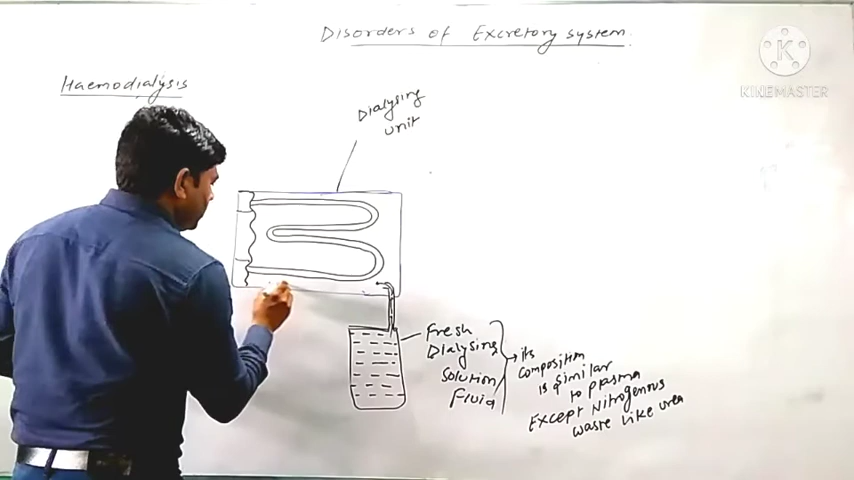 Disorders of Excretory system.
Haemodialysis
Dialysing
unit
Fresh
Dialysing
Solution
Fluid
its
composition
is similar
to plasma
Except Nitrogenous
waste like urea
K
KINEMASTER